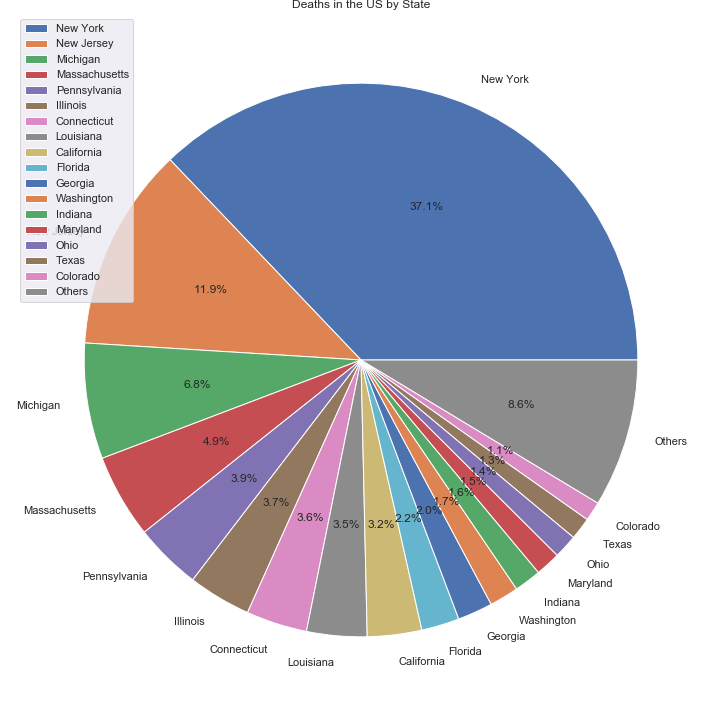 Deaths in the US by State
New York
New Jersey
Michigan
Massachusetts
Pennsylvania
Illinois
Connecticut
Louisiana
California
Florida
Georgia
Washington
Indiana
Maryland
Ohio
Texas
Colorado
Others
New York
37.1%
11.9%
Michigan
6.8%
Massachusetts
4.9%
Pennsylvania
3.9%
Illinois
3.7%
Connecticut
3.6%
Louisiana
3.5%
California
3.2%
Florida
2.2%
Georgia
2.0%
Washington
1.7%
Indiana
1.6%
Maryland
1.5%
Ohio
1.4%
Texas
1.3%
Colorado
1.1%
Others
8.6%